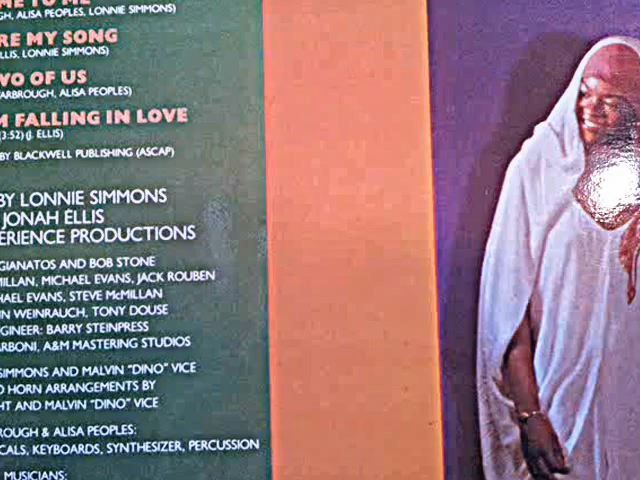 ME TO ME
GH, ALISA PEOPLES, LONNIE SIMMONS)
RE MY SONG
ELLIS, LONNIE SIMMONS)
WO OF US
ARBROUGH, ALISA PEOPLES)
M FALLING IN LOVE
(3:52) (J. ELLIS)
BY BLACKWELL PUBLISHING (ASCAP)
BY LONNIE SIMMONS
JONAH ELLIS
PERIENCE PRODUCTIONS
GIANATOS AND BOB STONE
MILLAN, MICHAEL EVANS, JACK ROUBEN
HAEL EVANS, STEVE McMILLAN
IN WEINRAUCH, TONY DOUSE
GINEER: BARRY STEINPRESS
ARBONI, A&M MASTERING STUDIOS
SIMMONS AND MALVIN "DINO" VICE
D HORN ARRANGEMENTS BY
HT AND MALVIN "DINO" VICE
ROUGH & ALISA PEOPLES:
CALS, KEYBOARDS, SYNTHESIZER, PERCUSSION
MUSICIANS: